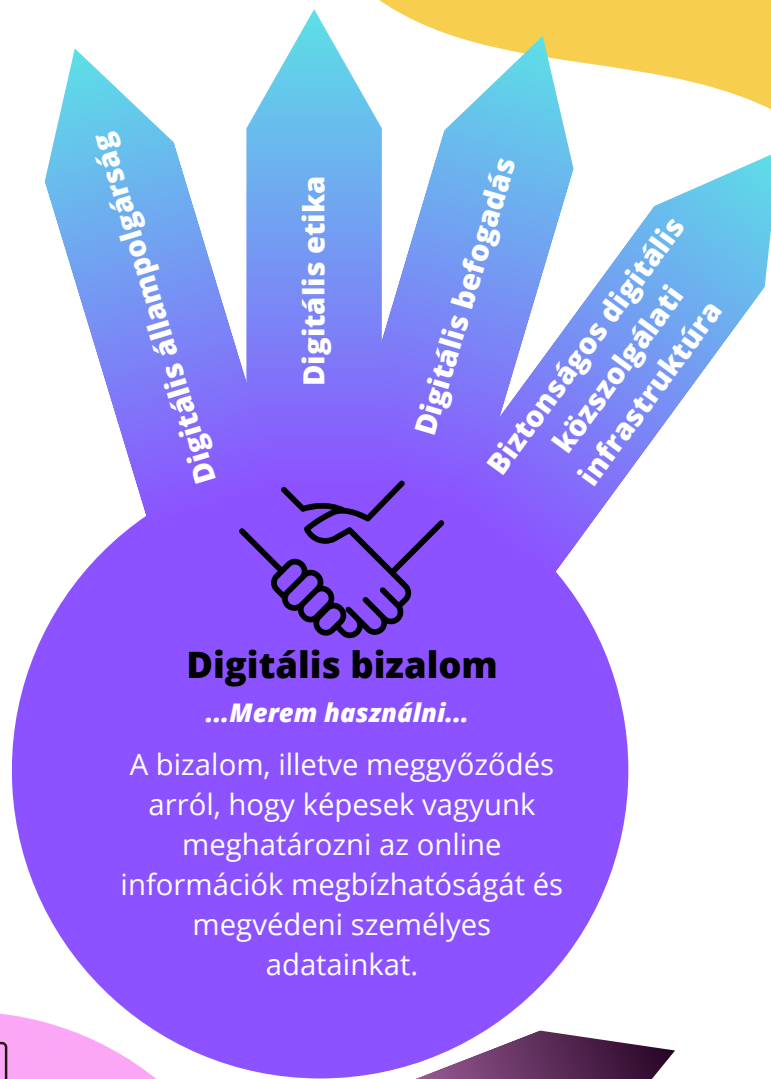 Digitális állampolgárság
Digitális etika
Digitális befogadás
Biztonságos digitális
közszolgálati
infrastruktúra
Digitális bizalom
...Merem használni...
A bizalom, illetve meggyőződés
arról, hogy képesek vagyunk
meghatározni az online
információk megbízhatóságát és
megvédeni személyes
adatainkat.